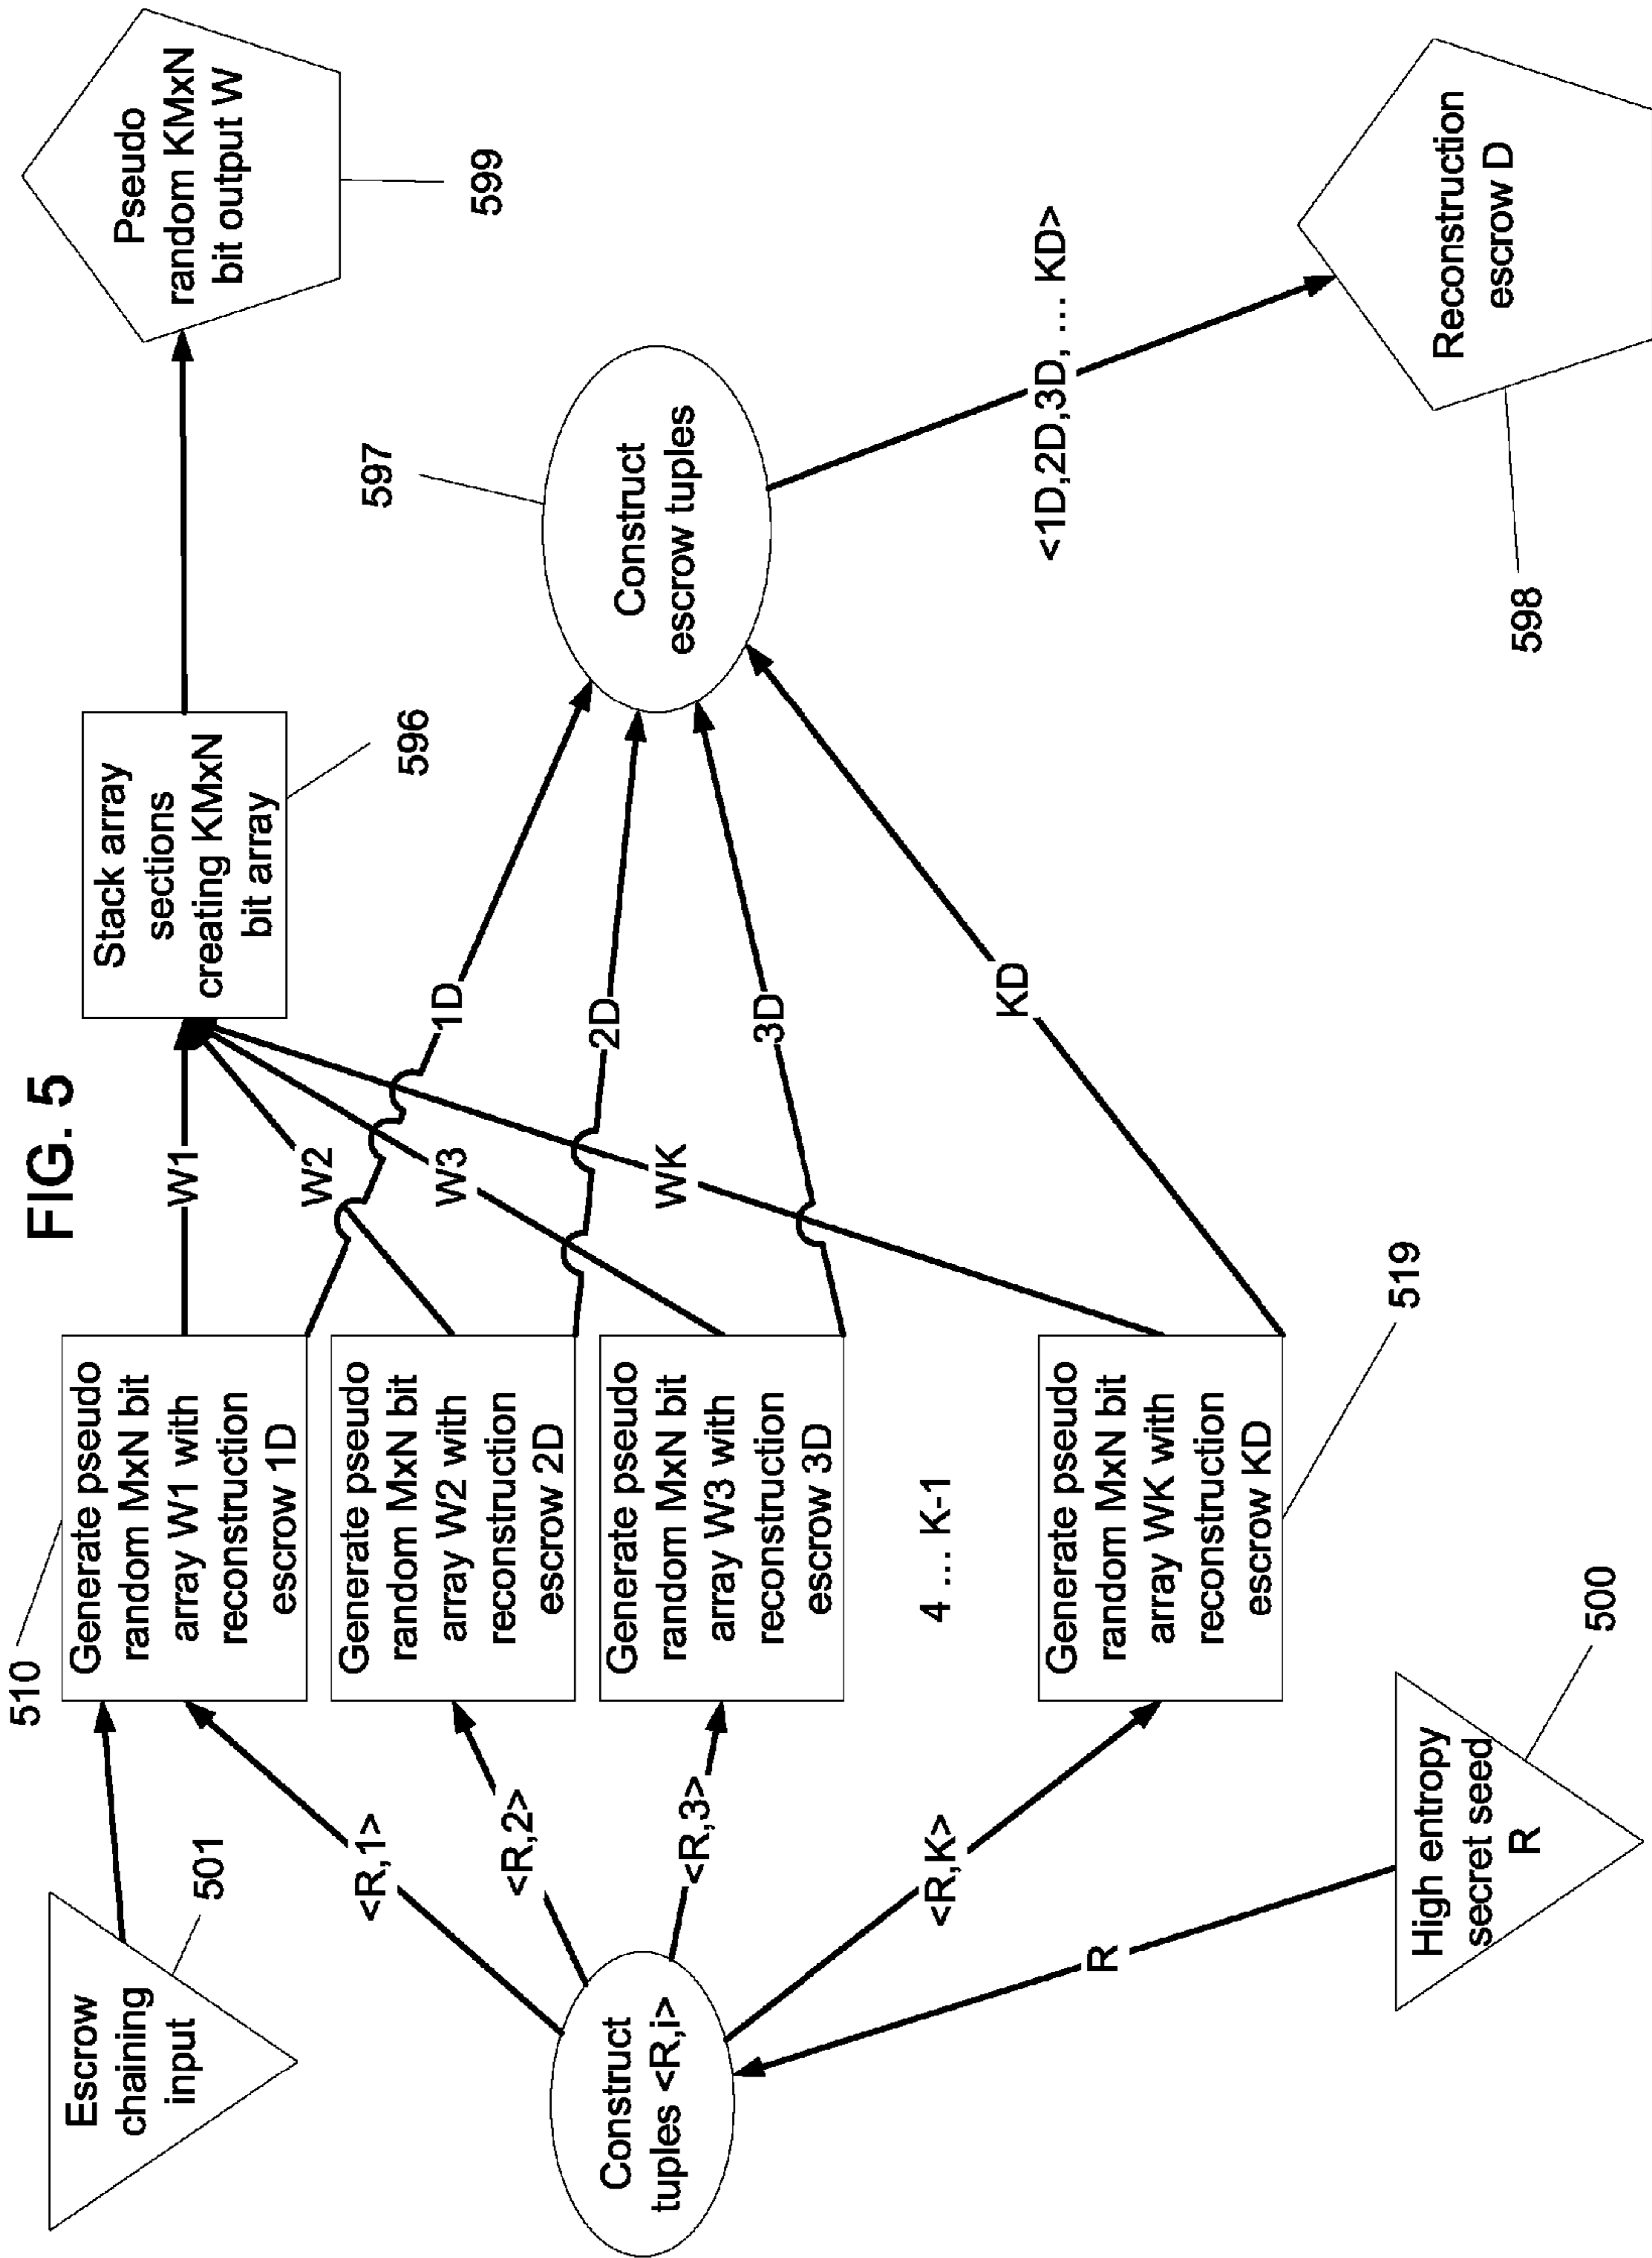 FIG. 5
Escrow
chaining
input
501
510
Generate pseudo
random MxN bit
array W1 with
reconstruction
escrow 1D
Generate pseudo
random MxN bit
array W2 with
reconstruction
escrow 2D
Generate pseudo
random MxN bit
array W3 with
reconstruction
escrow 3D
4 ... K-1
Generate pseudo
random MxN bit
array WK with
reconstruction
escrow KD
519
Construct
tuples <R,i>
<R,1>
<R,2>
<R,3>
<R,K>
R
High entropy
secret seed
R
500
W1
W2
W3
WK
1D
2D
3D
KD
Stack array
sections
creating KMxN
bit array
596
Pseudo
random KMxN
bit output W
599
Construct
escrow tuples
597
<1D,2D,3D, ... KD>
Reconstruction
escrow D
598